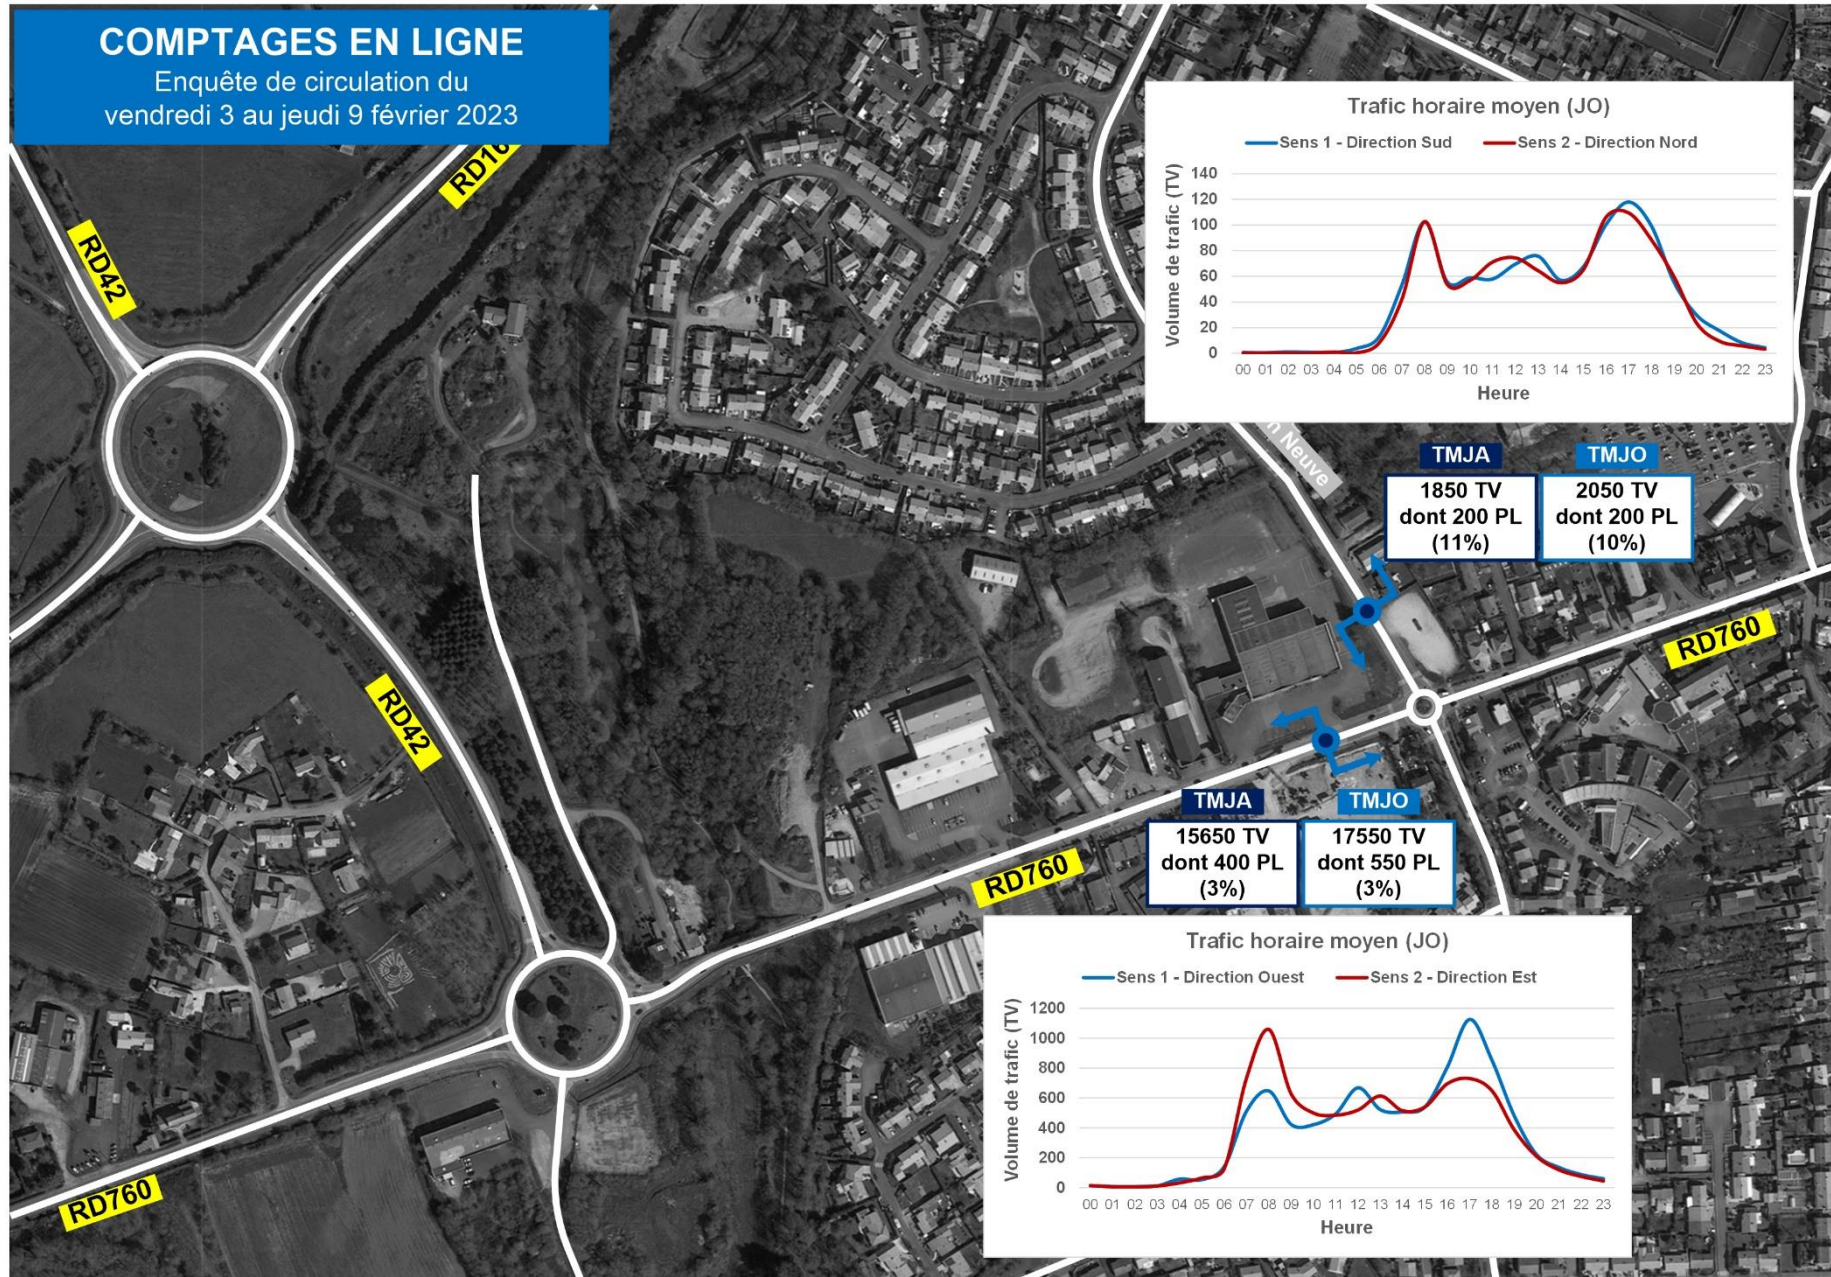 COMPTAGES EN LIGNE
Enquête de circulation du
vendredi 3 au jeudi 9 février 2023
RD16
RD42
Trafic horaire moyen (JO)
Sens 1 - Direction Sud
Sens 2 - Direction Nord
Volume de trafic (TV)
140
120
100
80
60
40
20
0
00 01 02 03 04 05 06 07 08 09 10 11 12 13 14 15 16 17 18 19 20 21 22 23
Heure
Neuve
TMJA
1850 TV
dont 200 PL
(11%)
TMJO
2050 TV
dont 200 PL
(10%)
RD760
RD42
TMJA
15650 TV
dont 400 PL
(3%)
TMJO
17550 TV
dont 550 PL
(3%)
RD760
Trafic horaire moyen (JO)
Sens 1 - Direction Ouest
Sens 2 - Direction Est
Volume de trafic (TV)
1200
1000
800
600
400
200
0
00 01 02 03 04 05 06 07 08 09 10 11 12 13 14 15 16 17 18 19 20 21 22 23
Heure
RD760